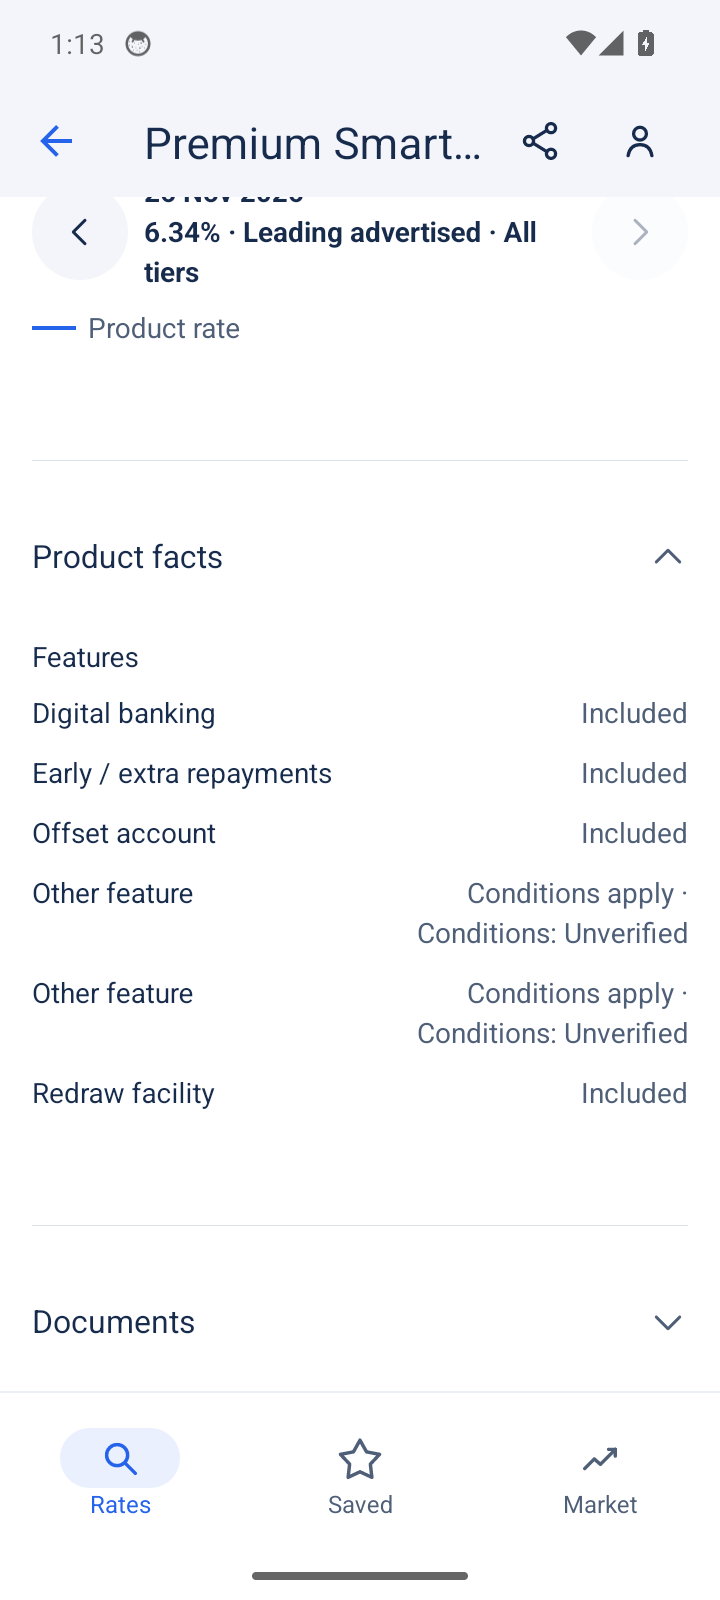 1:13
Premium Smart...
6.34% · Leading advertised · All
tiers
Product rate
Product facts
Features
Digital banking Included
Early / extra repayments Included
Offset account Included
Other feature Conditions apply ·
Conditions: Unverified
Other feature Conditions apply ·
Conditions: Unverified
Redraw facility Included
Documents
Rates Saved Market